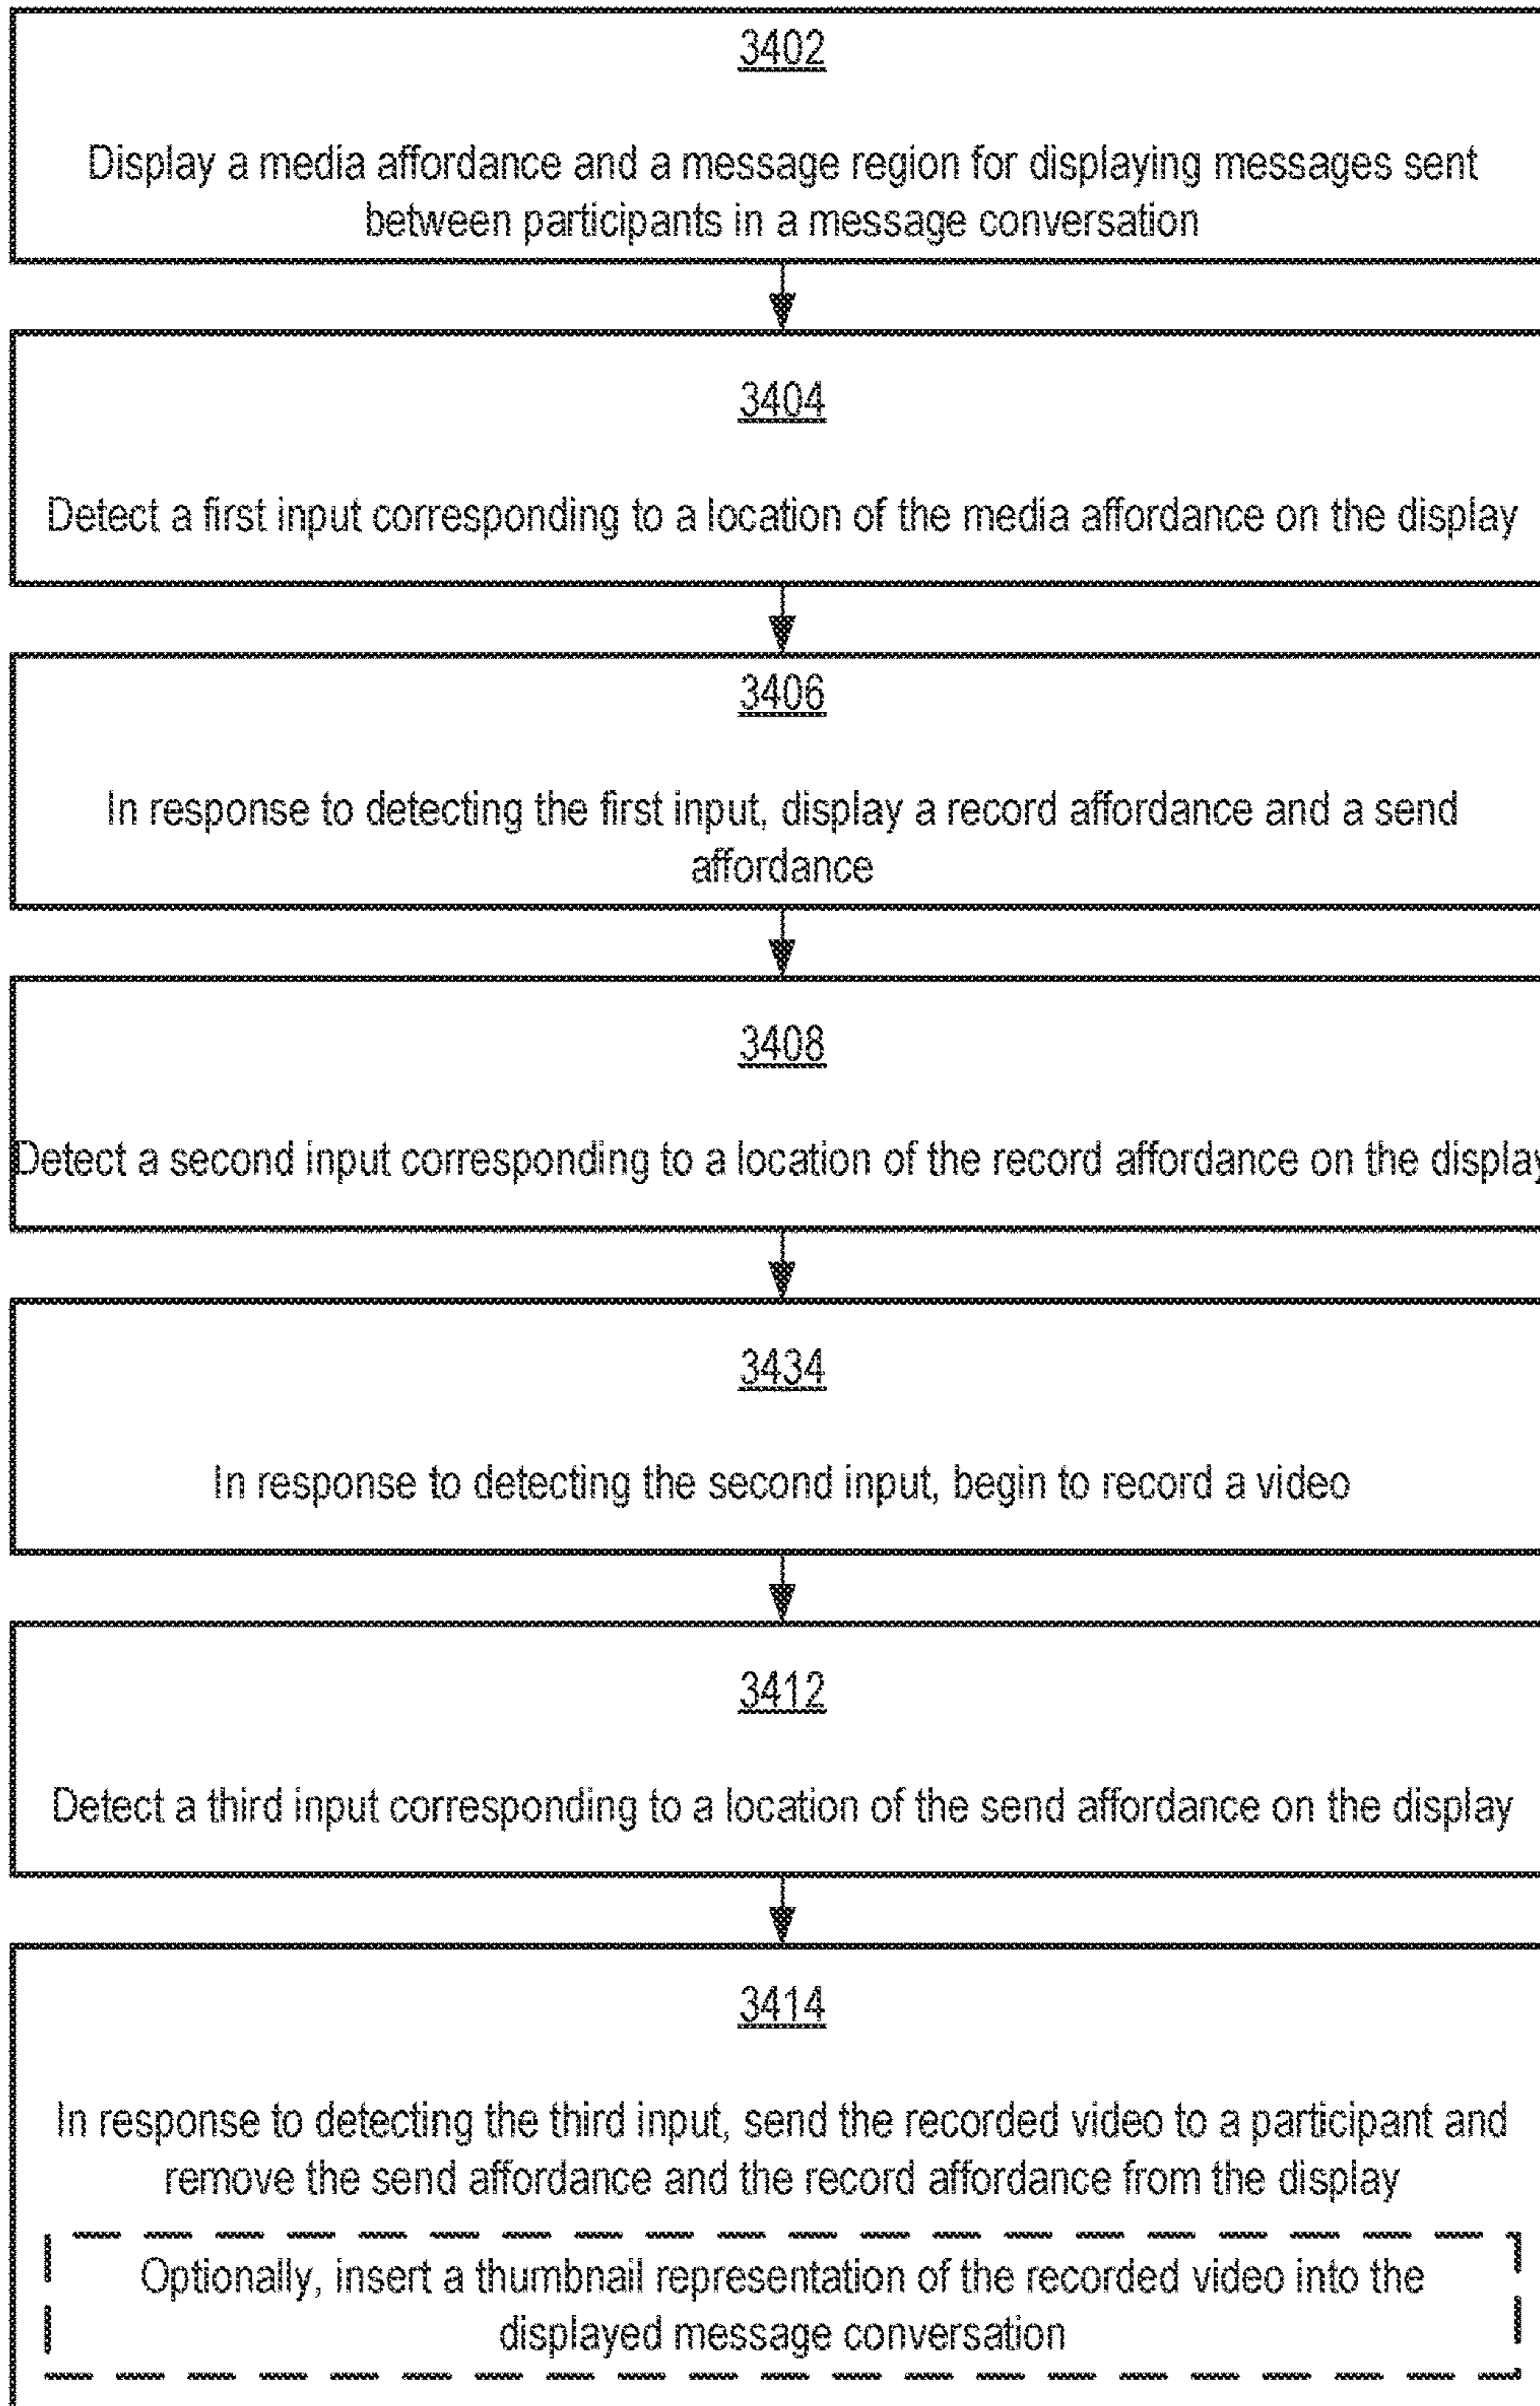 3402
Display a media affordance and a message region for displaying messages sent
between participants in a message conversation
3404
Detect a first input corresponding to a location of the media affordance on the display
3406
In response to detecting the first input, display a record affordance and a send
affordance
3408
Detect a second input corresponding to a location of the record affordance on the display
3434
In response to detecting the second input, begin to record a video
3412
Detect a third input corresponding to a location of the send affordance on the display
3414
In response to detecting the third input, send the recorded video to a participant and
remove the send affordance and the record affordance from the display
Optionally, insert a thumbnail representation of the recorded video into the
displayed message conversation